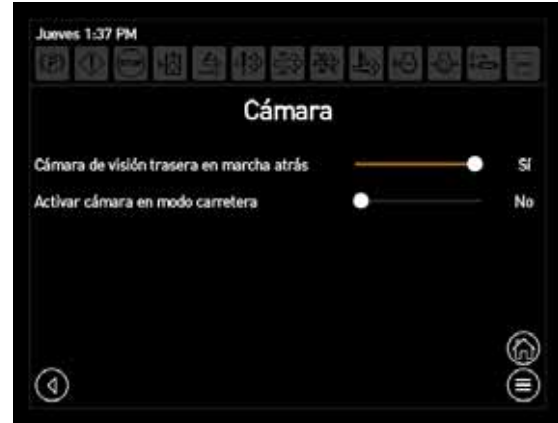 Jueves 1:37 PM
Cámara
Cámara de visión trasera en marcha atrás Sí
Activar cámara en modo carretera No